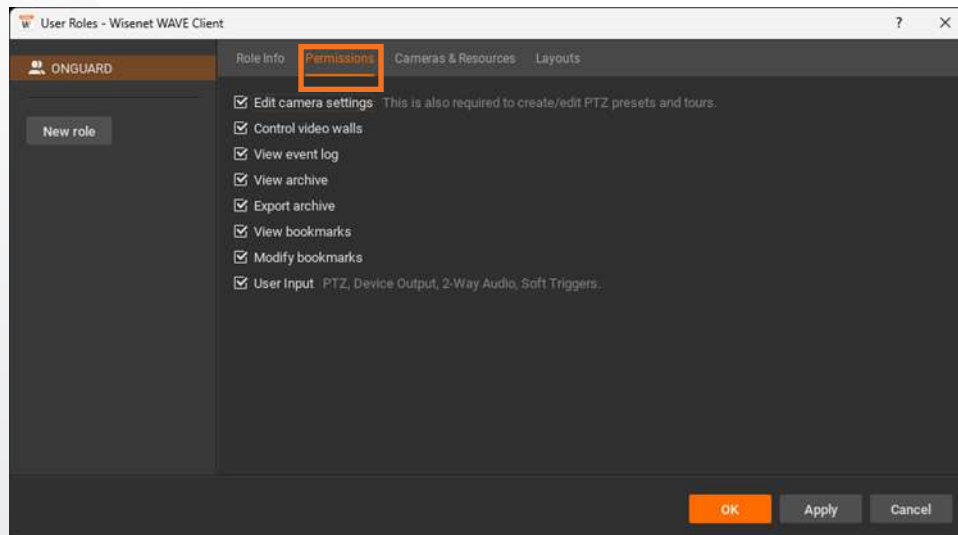 User Roles - Wisenet WAVE Client
ONGUARD
New role
Role Info Permissions Cameras & Resources Layouts
Edit camera settings This is also required to create/edit PTZ presets and tours.
Control video walls
View event log
View archive
Export archive
View bookmarks
Modify bookmarks
User Input PTZ, Device Output, 2-Way Audio, Soft Triggers.
OK Apply Cancel